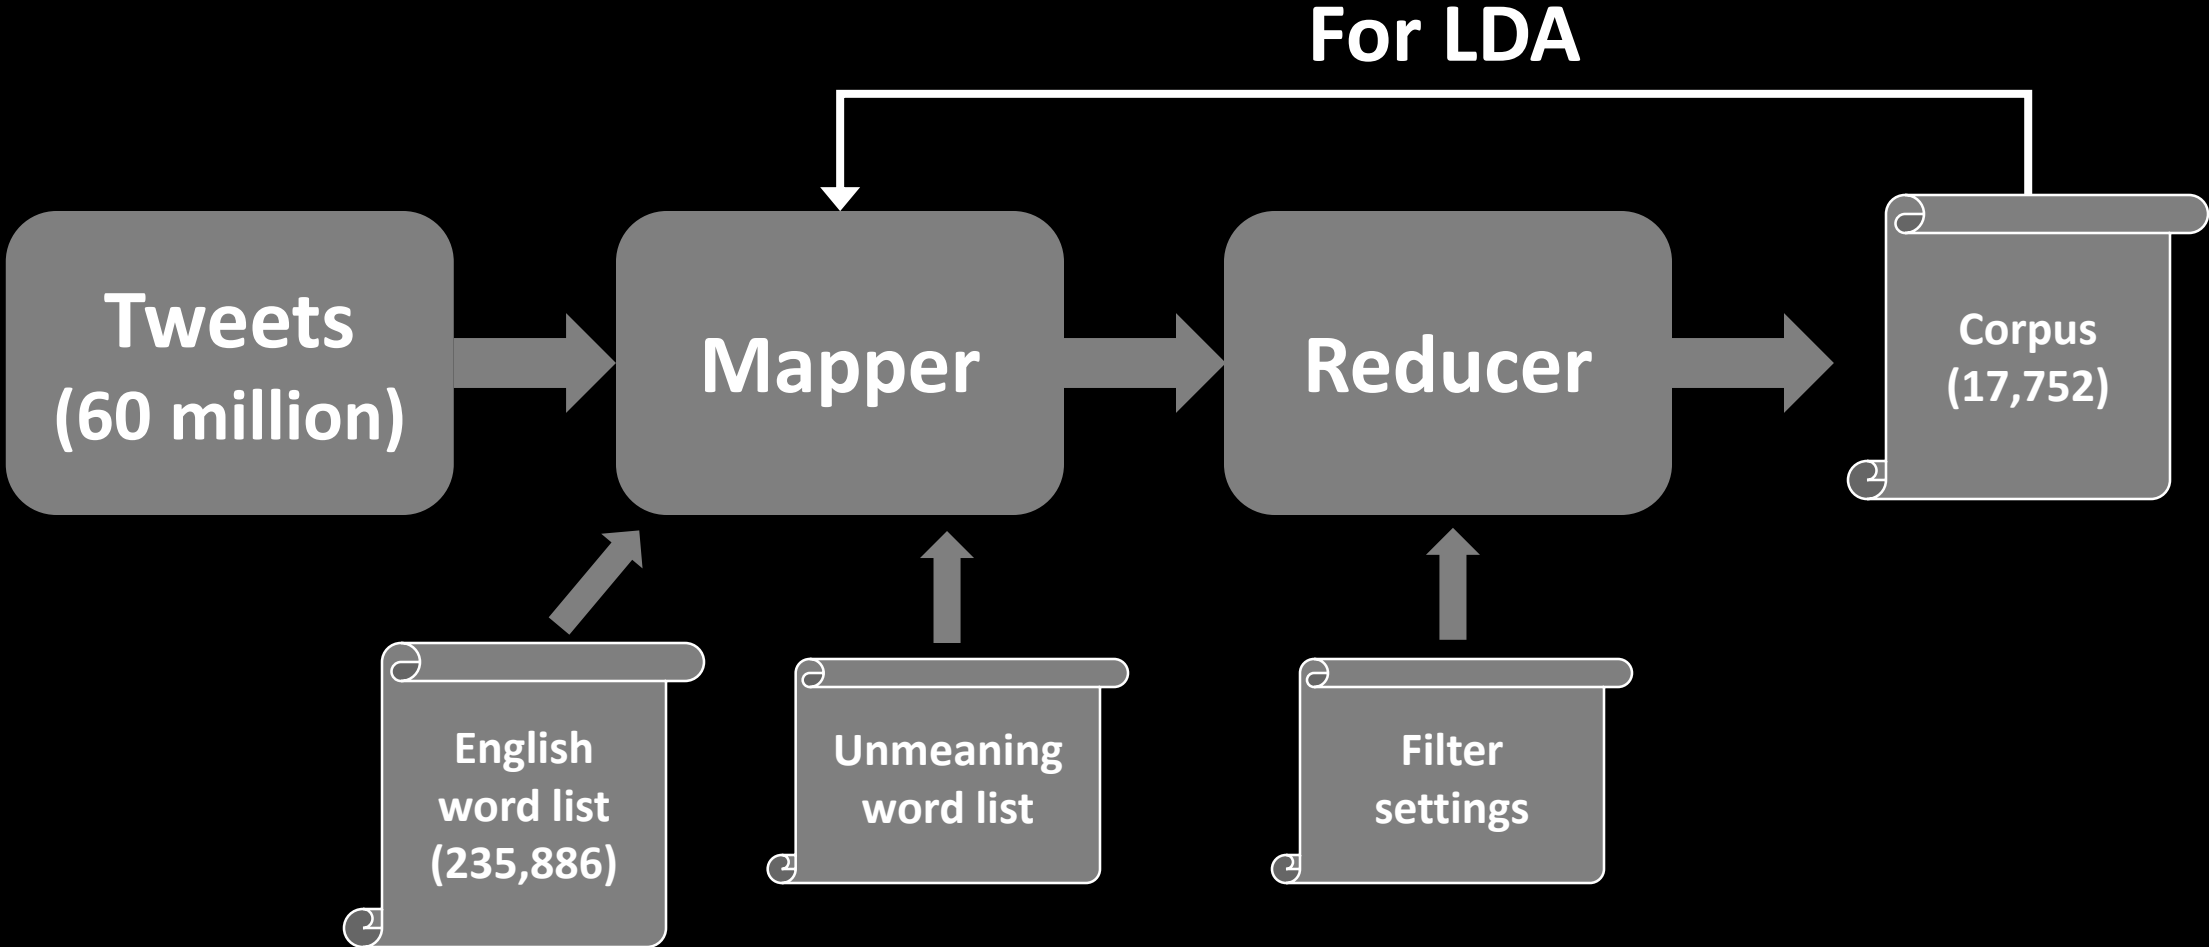 For LDA
Tweets
(60 million)
Mapper
Reducer
Corpus
(17,752)
English
word list
(235,886)
Unmeaning
word list
Filter
settings